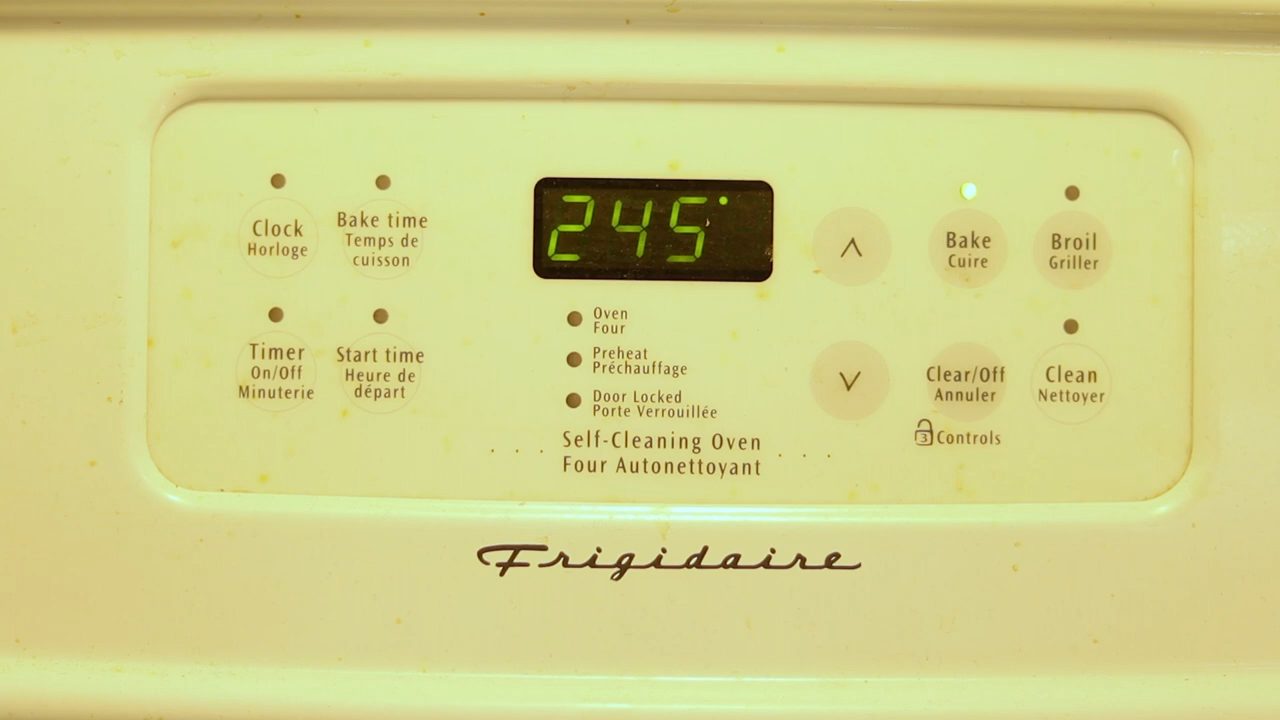 Clock
Horloge
Bake time
Temps de
cuisson
245°
Bake
Cuire
Broil
Griller
Oven
Four
Preheat
Préchauffage
Door Locked
Porte Verrouillée
Timer
On/Off
Minuterie
Start time
Heure de
départ
Clear/Off
Annuler
Clean
Nettoyer
3 Controls
Self-Cleaning Oven
Four Autonettoyant
Frigidaire